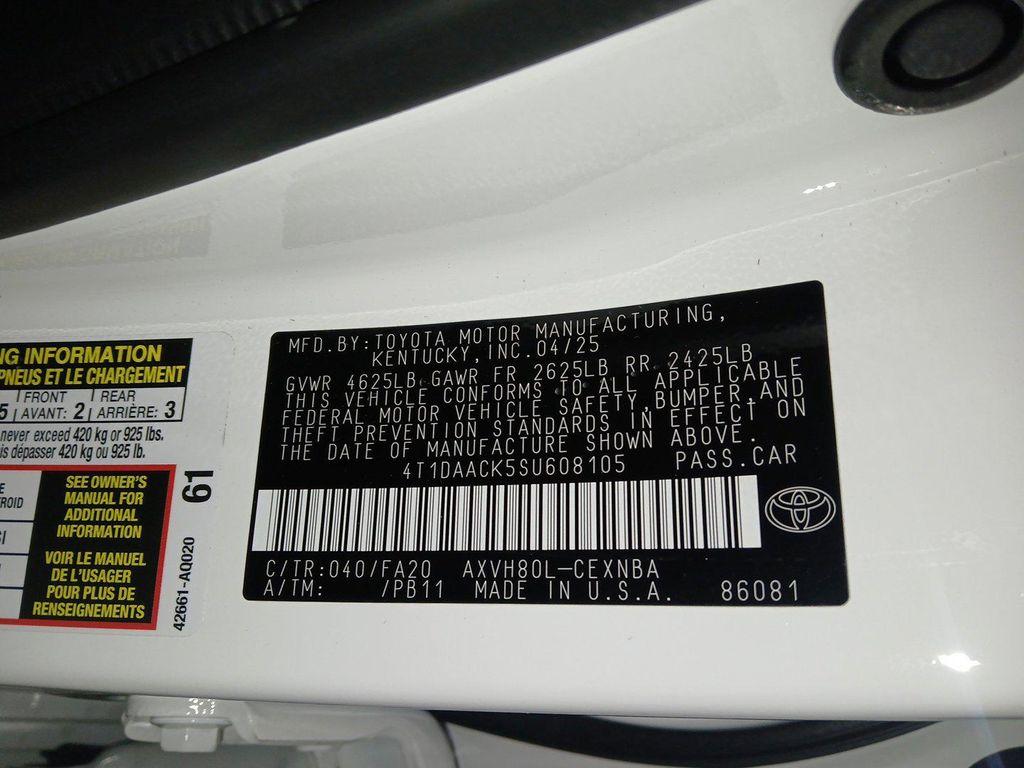 MFD.BY:TOYOTA MOTOR MANUFACTURING,
KENTUCKY,INC.04/25
GVWR 4625LB GAWR FR 2625LB RR 2425LB
THIS VEHICLE CONFORMS TO ALL APPLICABLE
FEDERAL MOTOR VEHICLE SAFETY,BUMPER,AND
THEFT PREVENTION STANDARDS IN EFFECT ON
THE DATE OF MANUFACTURE SHOWN ABOVE.
4T1DAACK5SU608105 PASS.CAR
C/TR:040/FA20 AXVH80L-CEXNBA
A/TM: /PB11 MADE IN U.S.A. 86081
NG INFORMATION
PNEUS ET LE CHARGEMENT
5 FRONT AVANT: 2 REAR ARRIÈRE: 3
never exceed 420 kg or 925 lbs.
is dépasser 420 kg ou 925 lb.
SEE OWNER'S
MANUAL FOR
ADDITIONAL
INFORMATION
VOIR LE MANUEL
DE L'USAGER
POUR PLUS DE
RENSEIGNEMENTS
61
42661-AQ020